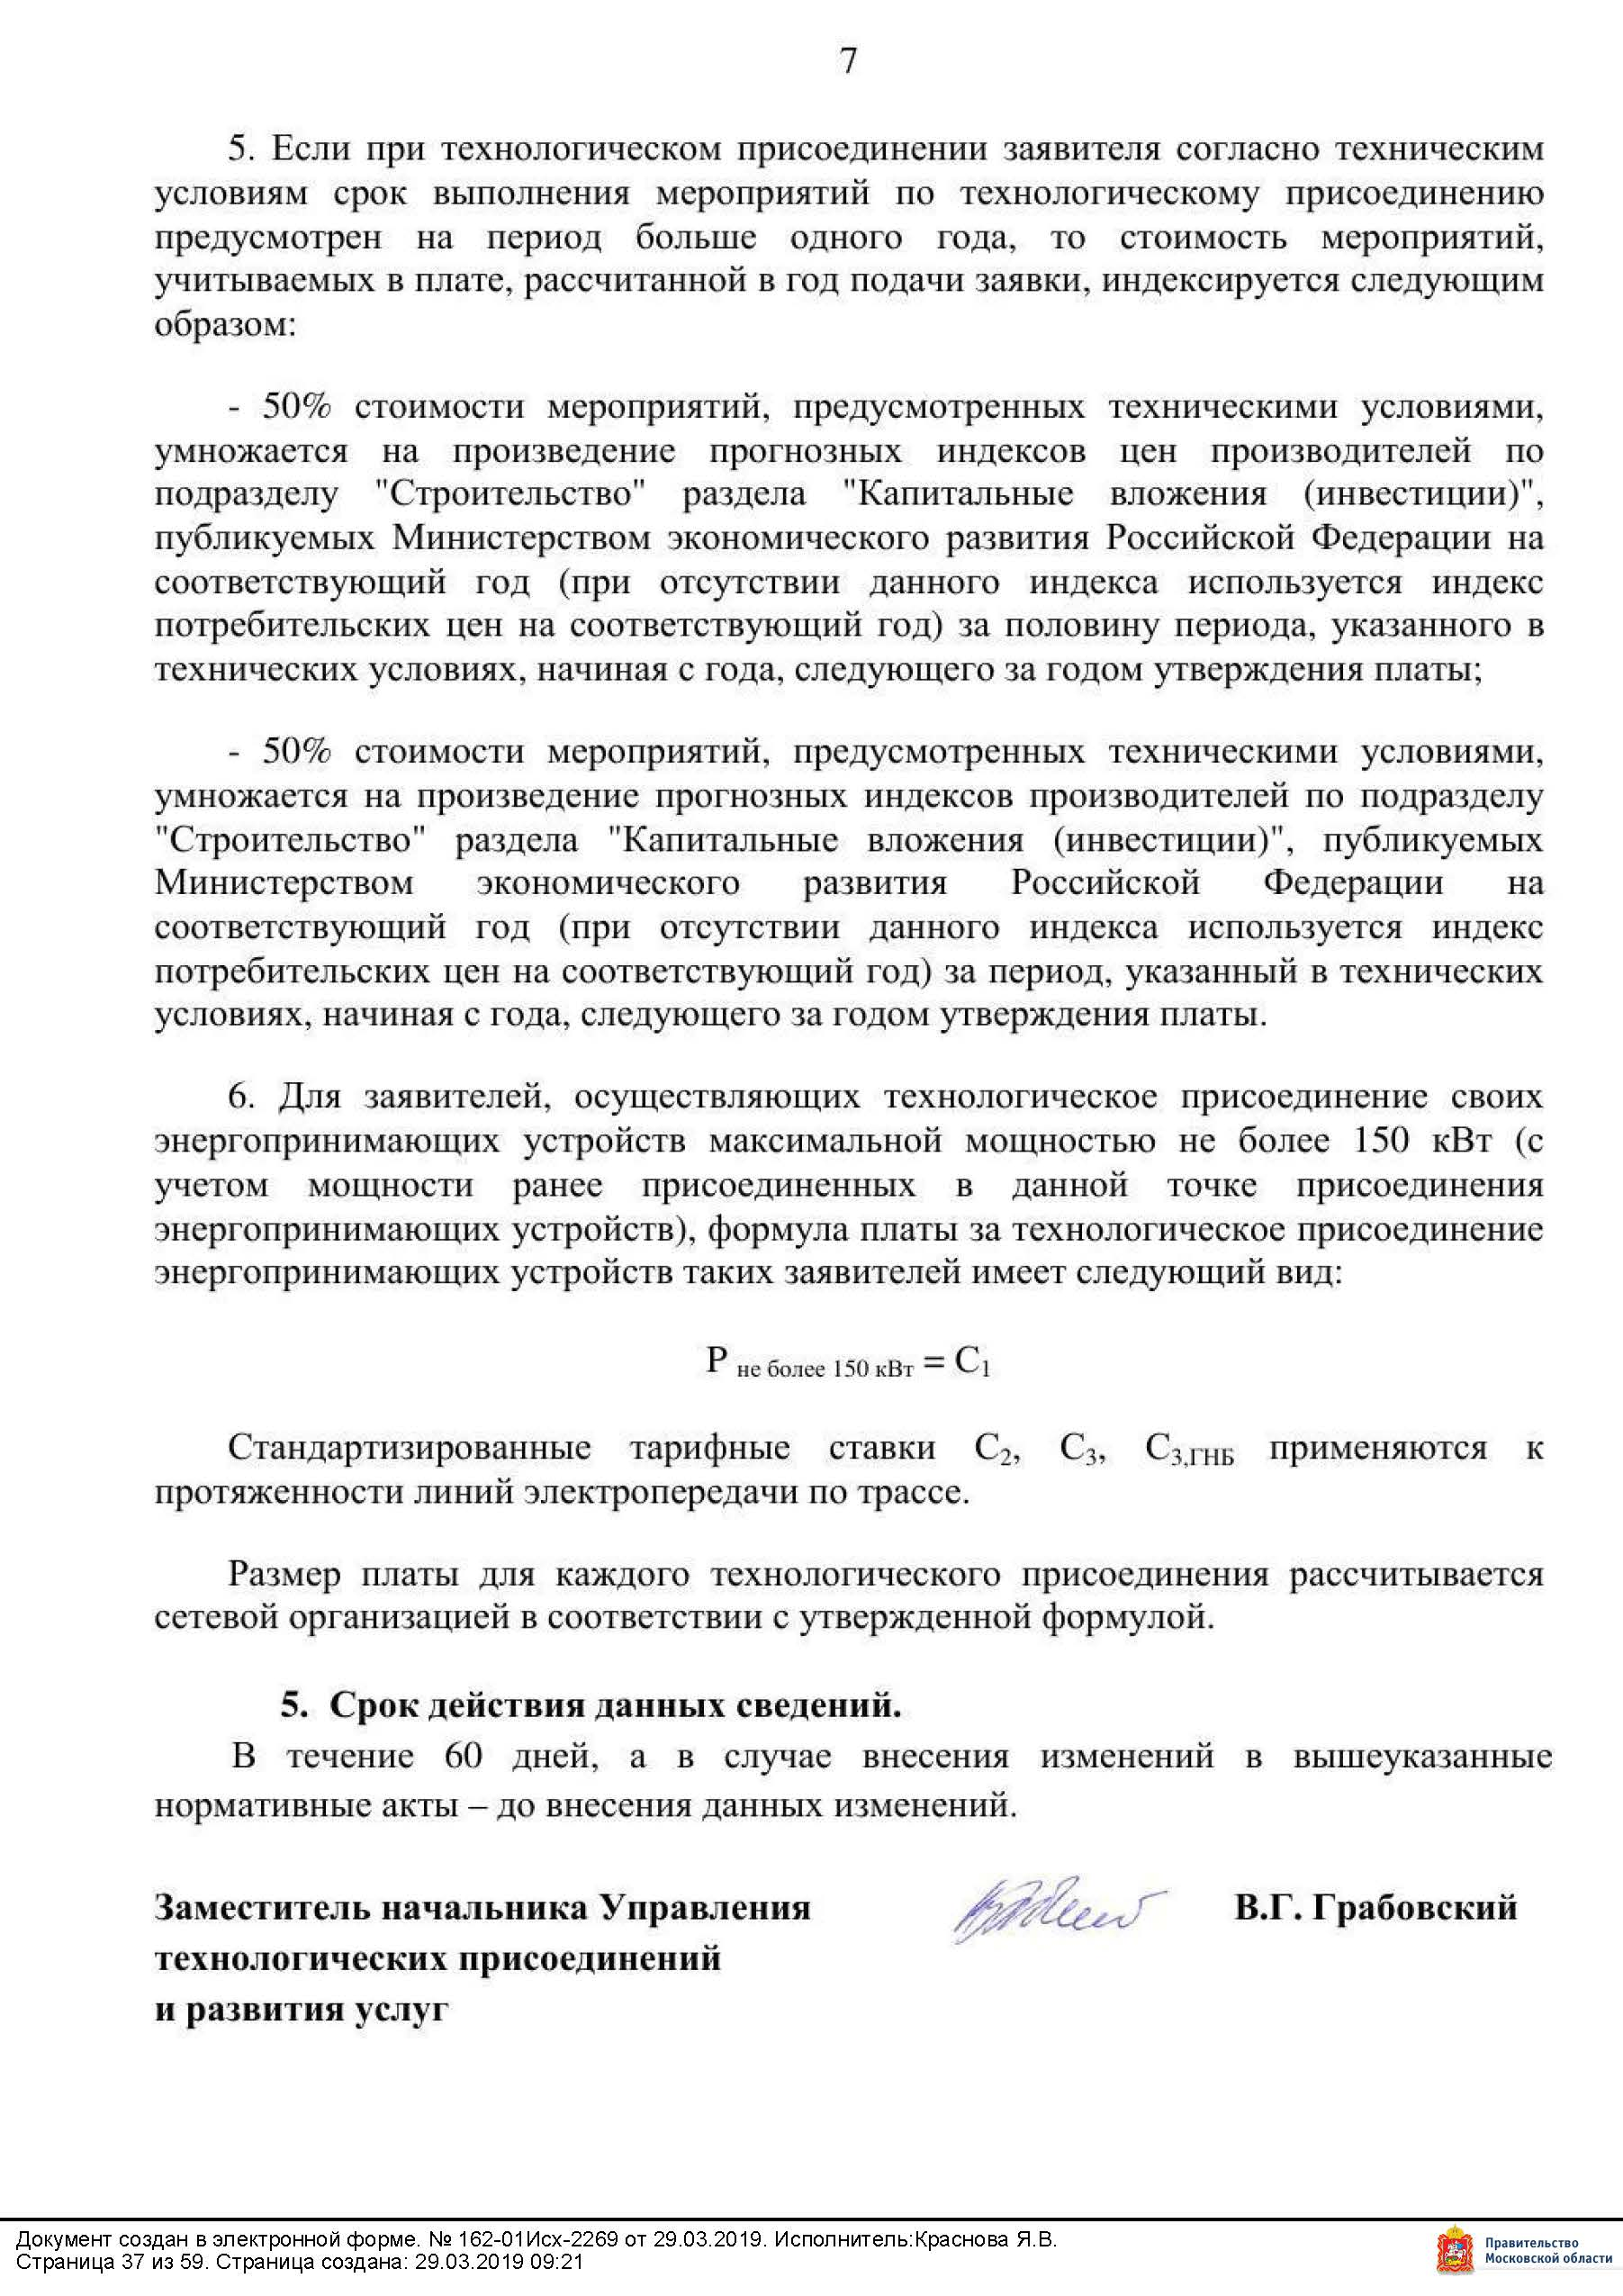 7
5. Если при технологическом присоединении заявителя согласно техническим
условиям срок выполнения мероприятий по технологическому присоединению
предусмотрен на период больше одного года, то стоимость мероприятий,
учитываемых в плате, рассчитанной в год подачи заявки, индексируется следующим
образом:
- 50% стоимости мероприятий, предусмотренных техническими условиями,
умножается на произведение прогнозных индексов цен производителей по
подразделу "Строительство" раздела "Капитальные вложения (инвестиции)",
публикуемых Министерством экономического развития Российской Федерации на
соответствующий год (при отсутствии данного индекса используется индекс
потребительских цен на соответствующий год) за половину периода, указанного в
технических условиях, начиная с года, следующего за годом утверждения платы;
- 50% стоимости мероприятий, предусмотренных техническими условиями,
умножается на произведение прогнозных индексов производителей по подразделу
"Строительство" раздела "Капитальные вложения (инвестиции)", публикуемых
Министерством экономического развития Российской Федерации на
соответствующий год (при отсутствии данного индекса используется индекс
потребительских цен на соответствующий год) за период, указанный в технических
условиях, начиная с года, следующего за годом утверждения платы.
6. Для заявителей, осуществляющих технологическое присоединение своих
энергопринимающих устройств максимальной мощностью не более 150 кВт (с
учетом мощности ранее присоединенных в данной точке присоединения
энергопринимающих устройств), формула платы за технологическое присоединение
энергопринимающих устройств таких заявителей имеет следующий вид:
Р не более 150 кВт = С1
Стандартизированные тарифные ставки С2, С3, С3,ГНБ применяются к
протяженности линий электропередачи по трассе.
Размер платы для каждого технологического присоединения рассчитывается
сетевой организацией в соответствии с утвержденной формулой.
5. Срок действия данных сведений.
В течение 60 дней, а в случае внесения изменений в вышеуказанные
нормативные акты – до внесения данных изменений.
Заместитель начальника Управления В.Г. Грабовский
технологических присоединений
и развития услуг
Документ создан в электронной форме. № 162-01Исх-2269 от 29.03.2019. Исполнитель:Краснова Я.В.
Страница 37 из 59. Страница создана: 29.03.2019 09:21
Правительство
Московской области